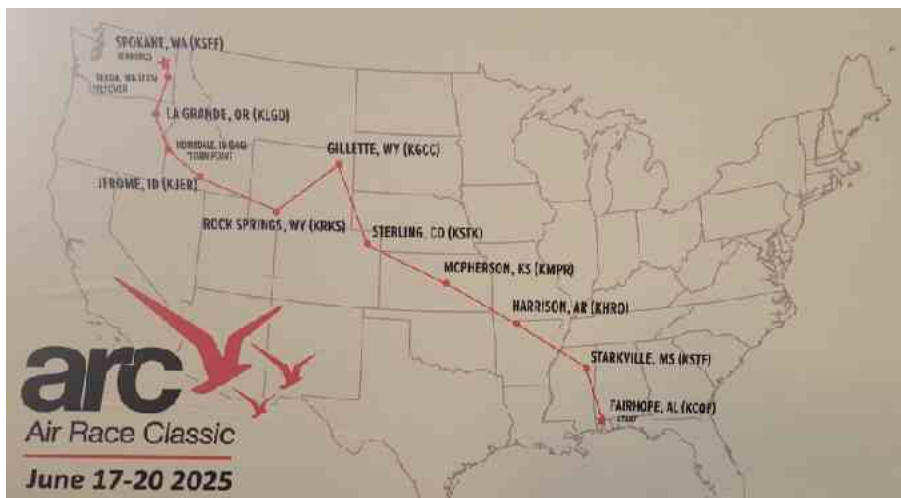 SPOKANE, WA (KSFF)
TERMINUS
FLYOVER
LA GRANDE, OR (KLGD)
TURN POINT
GILLETTE, WY (KGCC)
JEROME, ID (KJER)
ROCK SPRINGS, WY (KRKS)
STERLING, CO (KSTK)
MCPHERSON, KS (KMPR)
HARRISON, AR (KHRO)
STARKVILLE, MS (KSTF)
FAIRHOPE, AL (KCQF)
START
arc
Air Race Classic
June 17-20 2025